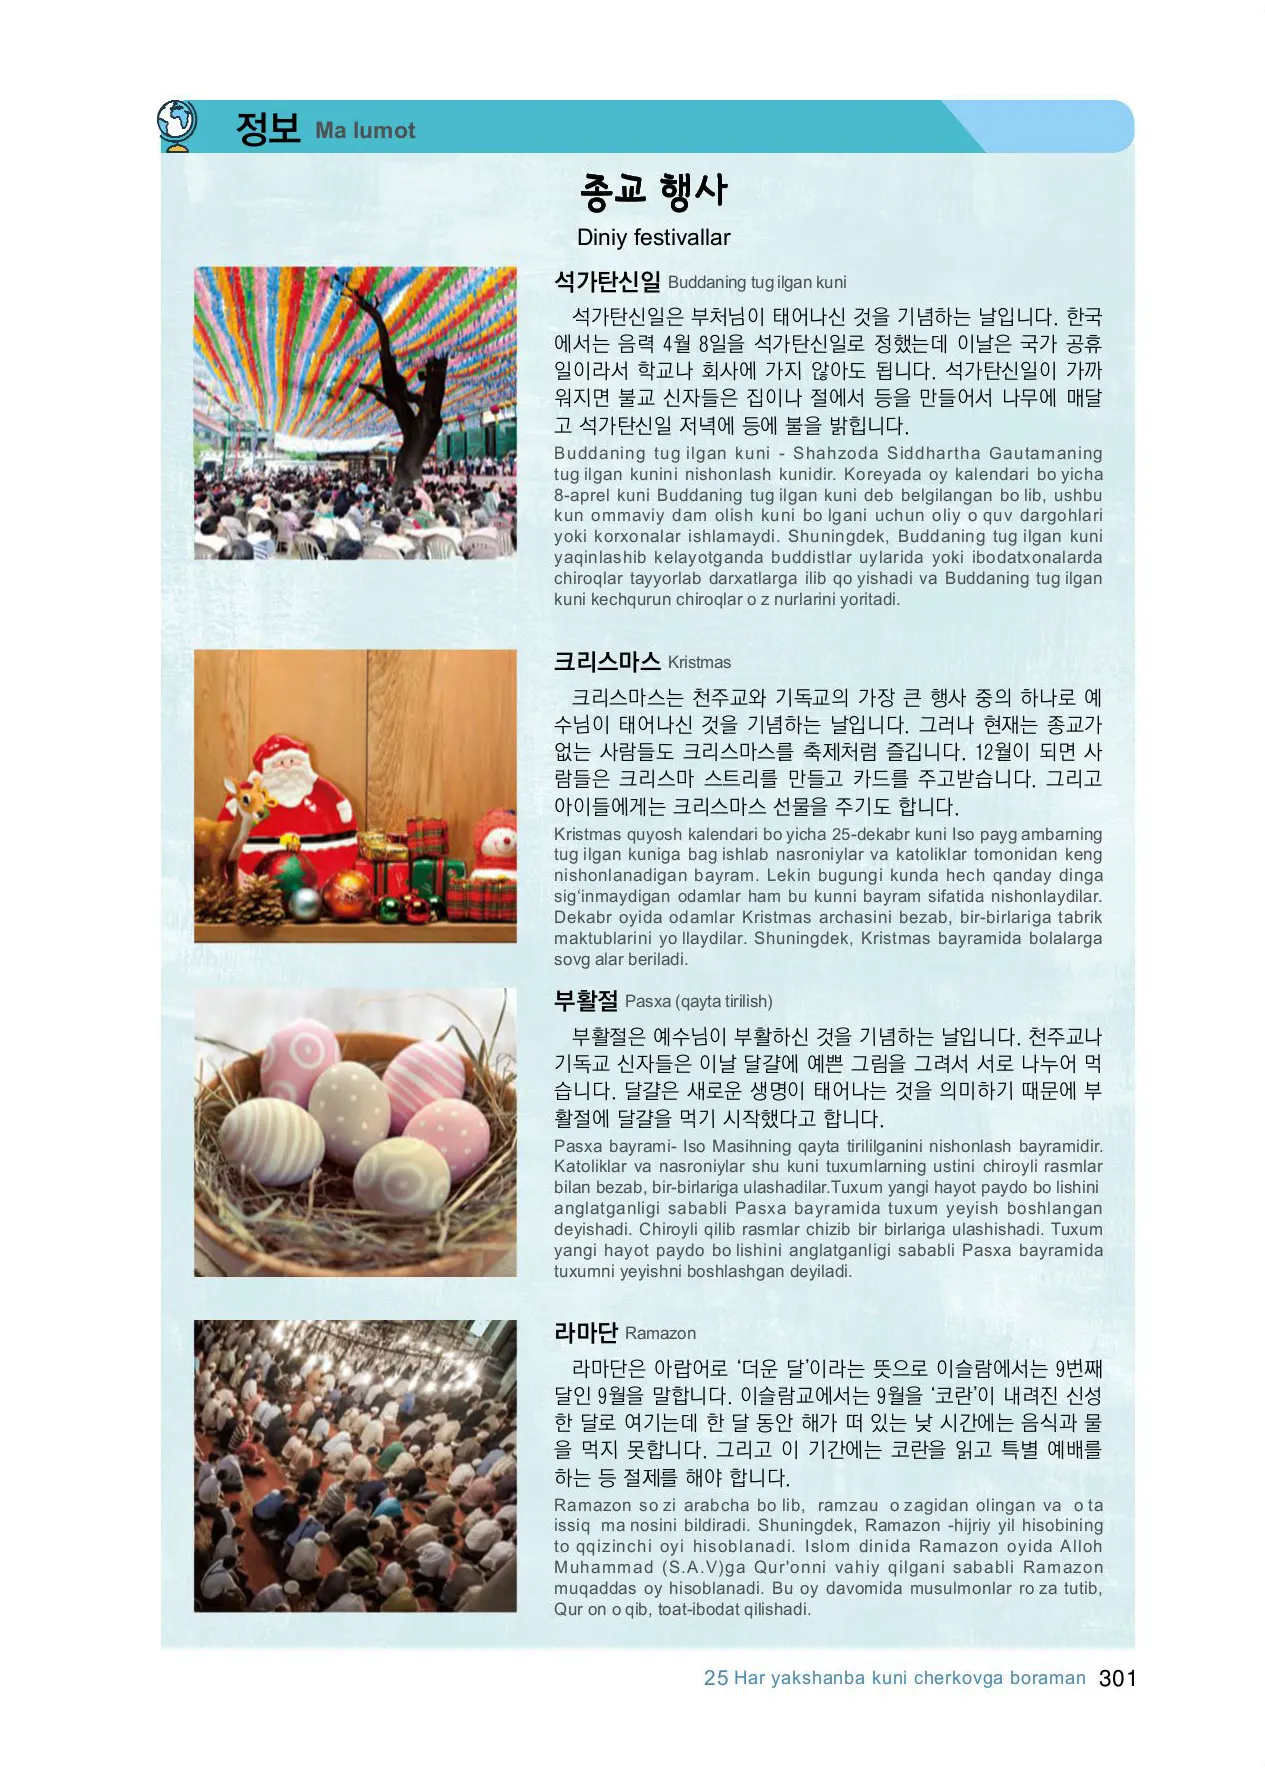 정보 Ma lumot
종교 행사
Diniy festivallar
석가탄신일 Buddaning tug ilgan kuni
석가탄신일은 부처님이 태어나신 것을 기념하는 날입니다. 한국
에서는 음력 4월 8일을 석가탄신일로 정했는데 이날은 국가 공휴
일이라서 학교나 회사에 가지 않아도 됩니다. 석가탄신일이 가까
워지면 불교 신자들은 집이나 절에서 등을 만들어서 나무에 매달
고 석가탄신일 저녁에 등에 불을 밝힙니다.
Buddaning tug ilgan kuni - Shahzoda Siddhartha Gautamaning
tug ilgan kunini nishonlash kunidir. Koreyada oy kalendari bo yicha
8-aprel kuni Buddaning tug ilgan kuni deb belgilangan bo lib, ushbu
kun ommaviy dam olish kuni bo lgani uchun oliy o quv dargohlari
yoki korxonalar ishlamaydi. Shuningdek, Buddaning tug ilgan kuni
yaqinlashib kelayotganda buddistlar uylarida yoki ibodatxonalarda
chiroqlar tayyorlab darxatlarga ilib qo yishadi va Buddaning tug ilgan
kuni kechqurun chiroqlar o z nurlarini yoritadi.
크리스마스 Kristmas
크리스마스는 천주교와 기독교의 가장 큰 행사 중의 하나로 예
수님이 태어나신 것을 기념하는 날입니다. 그러나 현재는 종교가
없는 사람들도 크리스마스를 축제처럼 즐깁니다. 12월이 되면 사
람들은 크리스마 스트리를 만들고 카드를 주고받습니다. 그리고
아이들에게는 크리스마스 선물을 주기도 합니다.
Kristmas quyosh kalendari bo yicha 25-dekabr kuni Iso payg ambarning
tug ilgan kuniga bag ishlab nasroniylar va katoliklar tomonidan keng
nishonlanadigan bayram. Lekin bugungi kunda hech qanday dinga
sig‘inmaydigan odamlar ham bu kunni bayram sifatida nishonlaydilar.
Dekabr oyida odamlar Kristmas archasini bezab, bir-birlariga tabrik
maktublarini yo llaydilar. Shuningdek, Kristmas bayramida bolalarga
sovg alar beriladi.
부활절 Pasxa (qayta tirilish)
부활절은 예수님이 부활하신 것을 기념하는 날입니다. 천주교나
기독교 신자들은 이날 달걀에 예쁜 그림을 그려서 서로 나누어 먹
습니다. 달걀은 새로운 생명이 태어나는 것을 의미하기 때문에 부
활절에 달걀을 먹기 시작했다고 합니다.
Pasxa bayrami- Iso Masihning qayta tirililganini nishonlash bayramidir.
Katoliklar va nasroniylar shu kuni tuxumlarning ustini chiroyli rasmlar
bilan bezab, bir-birlariga ulashadilar.Tuxum yangi hayot paydo bo lishini
anglatganligi sababli Pasxa bayramida tuxum yeyish boshlangan
deyishadi. Chiroyli qilib rasmlar chizib bir birlariga ulashishadi. Tuxum
yangi hayot paydo bo lishini anglatganligi sababli Pasxa bayramida
tuxumni yeyishni boshlashgan deyiladi.
라마단 Ramazon
라마단은 아랍어로 ‘더운 달’이라는 뜻으로 이슬람에서는 9번째
달인 9월을 말합니다. 이슬람교에서는 9월을 ‘코란’이 내려진 신성
한 달로 여기는데 한 달 동안 해가 떠 있는 낮 시간에는 음식과 물
을 먹지 못합니다. 그리고 이 기간에는 코란을 읽고 특별 예배를
하는 등 절제를 해야 합니다.
Ramazon so zi arabcha bo lib, ramzau o zagidan olingan va o ta
issiq ma nosini bildiradi. Shuningdek, Ramazon -hijriy yil hisobining
to qqizinchi oyi hisoblanadi. Islom dinida Ramazon oyida Alloh
Muhammad (S.A.V)ga Qur'onni vahiy qilgani sababli Ramazon
muqaddas oy hisoblanadi. Bu oy davomida musulmonlar ro za tutib,
Qur on o qib, toat-ibodat qilishadi.
25 Har yakshanba kuni cherkovga boraman 301